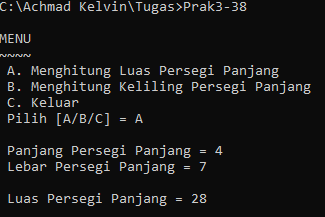 C:\Achmad Kelvin\Tugas>Prak3-38
MENU
~~~~
A. Menghitung Luas Persegi Panjang
B. Menghitung Keliling Persegi Panjang
C. Keluar
Pilih [A/B/C] = A
Panjang Persegi Panjang = 4
Lebar Persegi Panjang = 7
Luas Persegi Panjang = 28